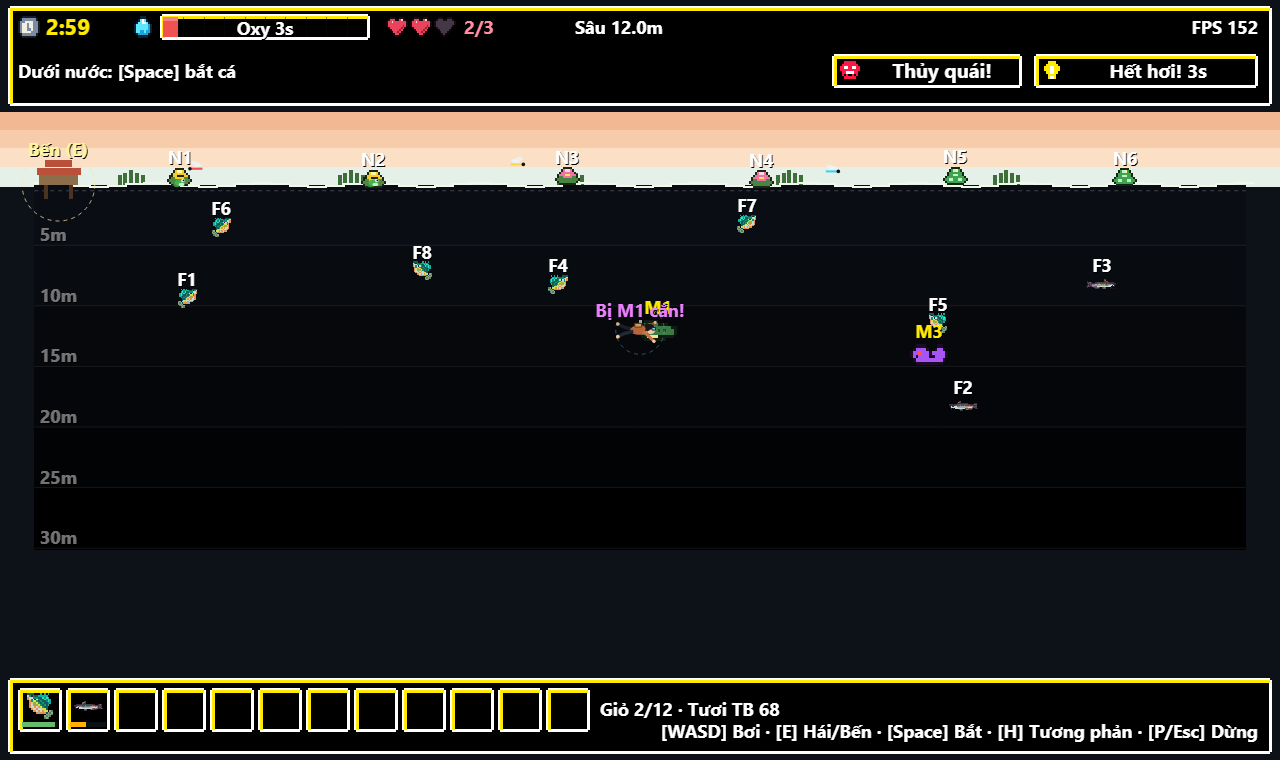 2:59
Oxy 3s
2/3
Sâu 12.0m
FPS 152
Dưới nước: [Space] bắt cá
Thủy quái!
Hết hơi! 3s
Bến (E)
N1
N2
N3
N4
N5
N6
F6
F7
5m
F8
F4
F3
F1
10m
F5
M1
Bị M1 cắn!
M3
15m
F2
20m
25m
30m
Giỏ 2/12 · Tươi TB 68
[WASD] Bơi · [E] Hái/Bến · [Space] Bắt · [H] Tương phản · [P/Esc] Dừng